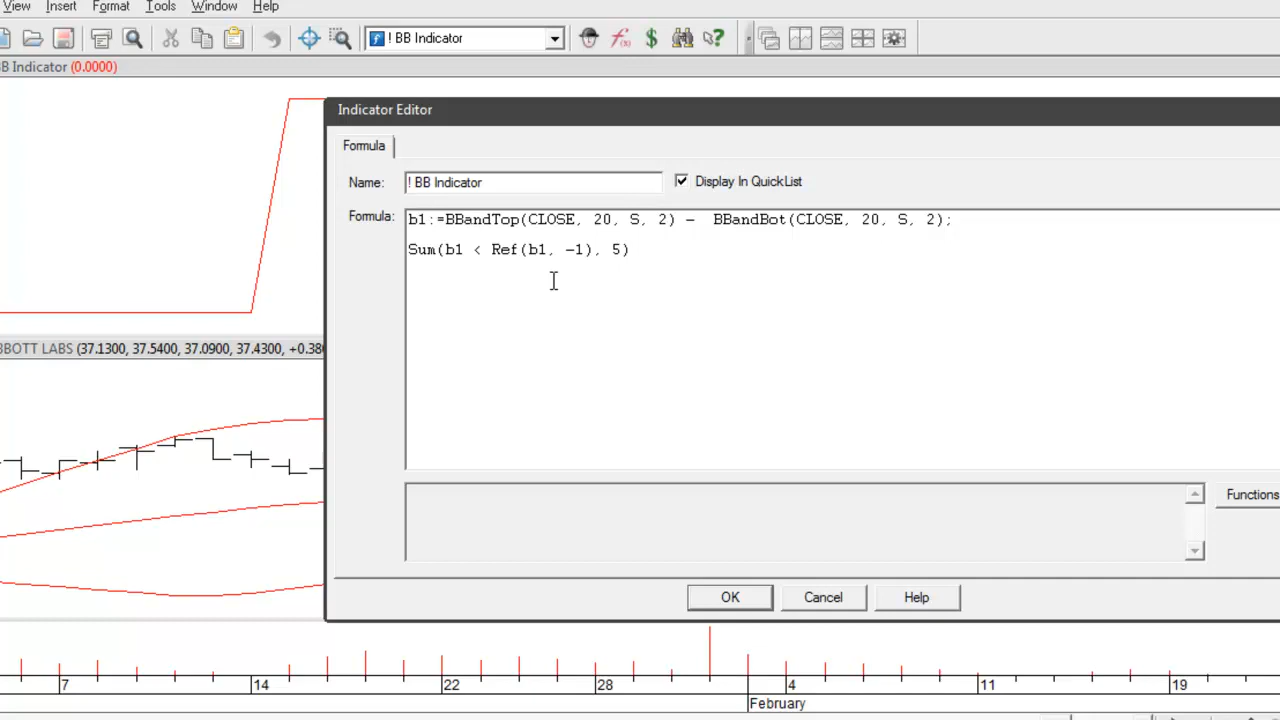 View Insert Format Tools Window Help
! BB Indicator
BB Indicator (0.0000)
Indicator Editor
Formula
Name: ! BB Indicator Display In QuickList
Formula: b1:=BBandTop(CLOSE, 20, S, 2) - BBandBot(CLOSE, 20, S, 2);
Sum(b1 < Ref(b1, -1), 5)
BBOTT LABS (37.1300, 37.5400, 37.0900, 37.4300, +0.380
Functions
OK Cancel Help
7 14 22 28 4 11 19
February